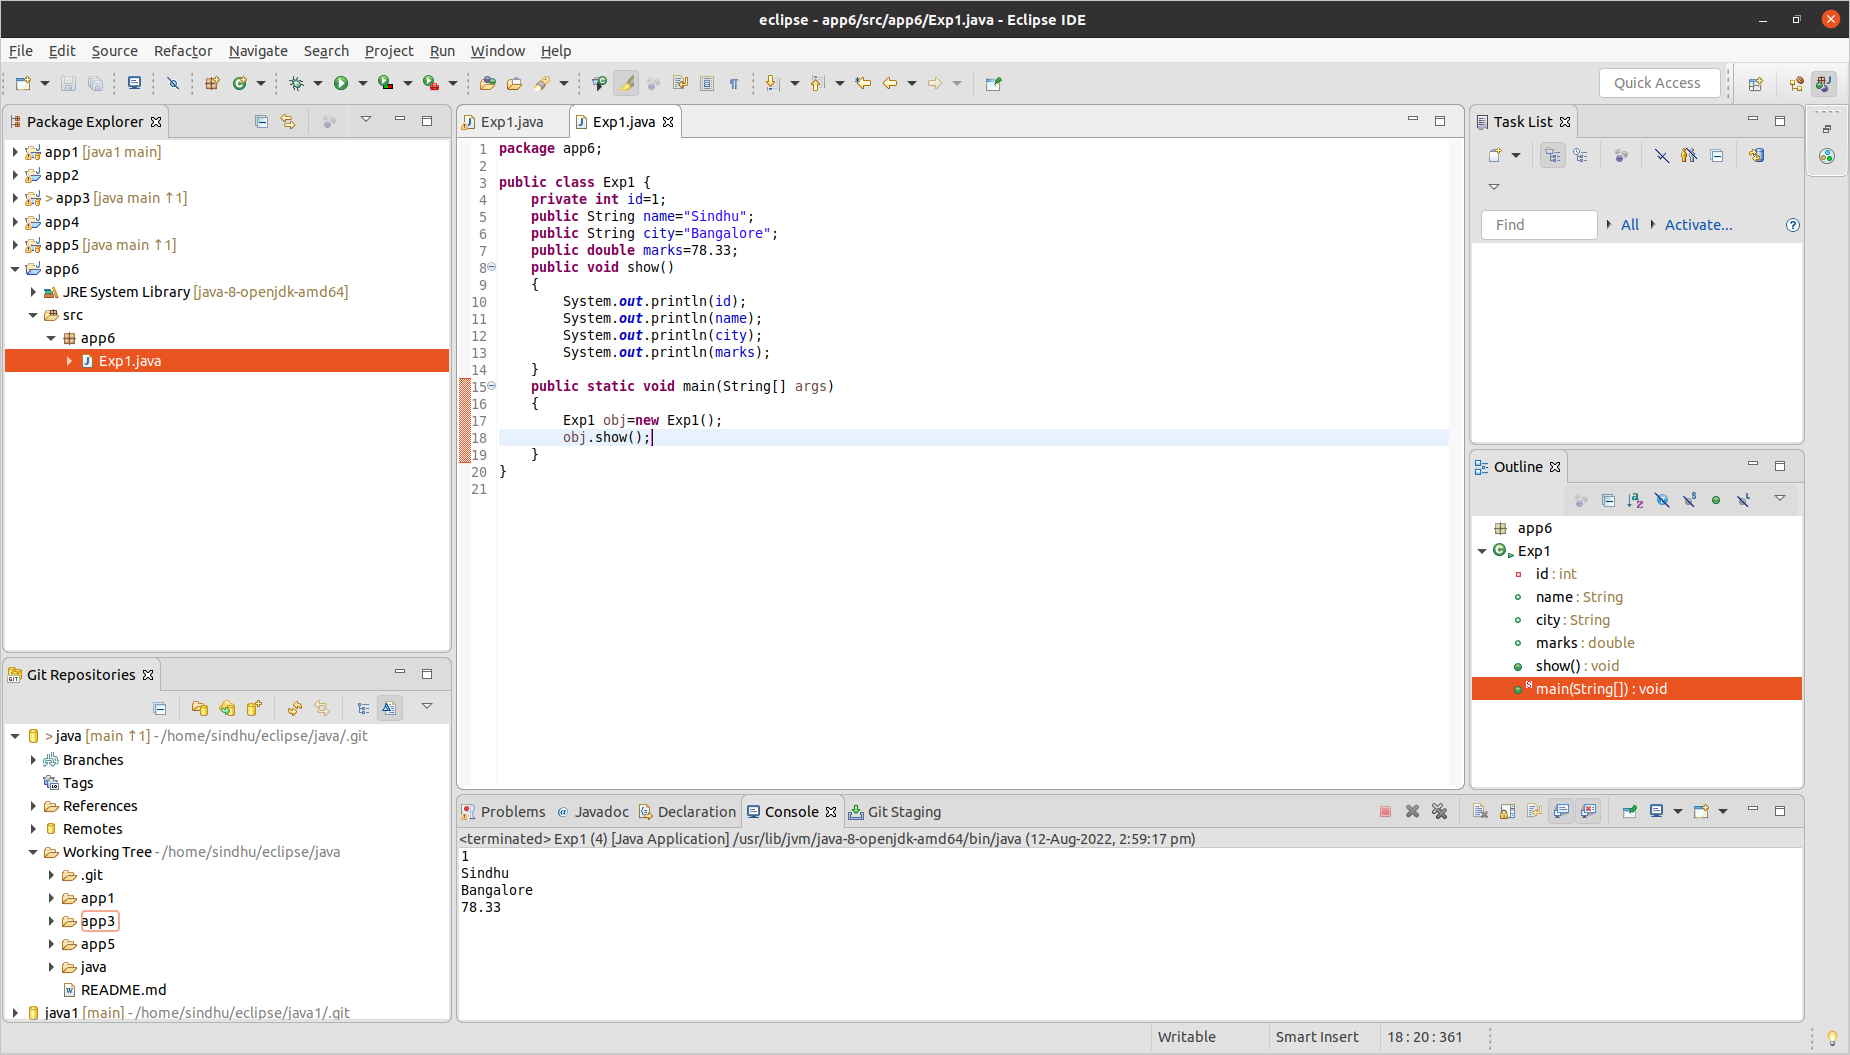 eclipse - app6/src/app6/Exp1.java - Eclipse IDE
File Edit Source Refactor Navigate Search Project Run Window Help
Quick Access
Package Explorer
app1 [java1 main]
app2
> app3 [java main ↑1]
app4
app5 [java main ↑1]
app6
JRE System Library [java-8-openjdk-amd64]
src
app6
Exp1.java
Git Repositories
> java [main ↑1] - /home/sindhu/eclipse/java/.git
Branches
Tags
References
Remotes
Working Tree - /home/sindhu/eclipse/java
.git
app1
app3
app5
java
README.md
java1 [main] - /home/sindhu/eclipse/java1/.git
Exp1.java Exp1.java
1 package app6;
2
3 public class Exp1 {
4 private int id=1;
5 public String name="Sindhu";
6 public String city="Bangalore";
7 public double marks=78.33;
8 public void show()
9 {
10 System.out.println(id);
11 System.out.println(name);
12 System.out.println(city);
13 System.out.println(marks);
14 }
15 public static void main(String[] args)
16 {
17 Exp1 obj=new Exp1();
18 obj.show();
19 }
20 }
21
Task List
Find All Activate...
Outline
app6
Exp1
id : int
name : String
city : String
marks : double
show() : void
main(String[]) : void
Problems Javadoc Declaration Console Git Staging
<terminated> Exp1 (4) [Java Application] /usr/lib/jvm/java-8-openjdk-amd64/bin/java (12-Aug-2022, 2:59:17 pm)
1
Sindhu
Bangalore
78.33
Writable Smart Insert 18 : 20 : 361